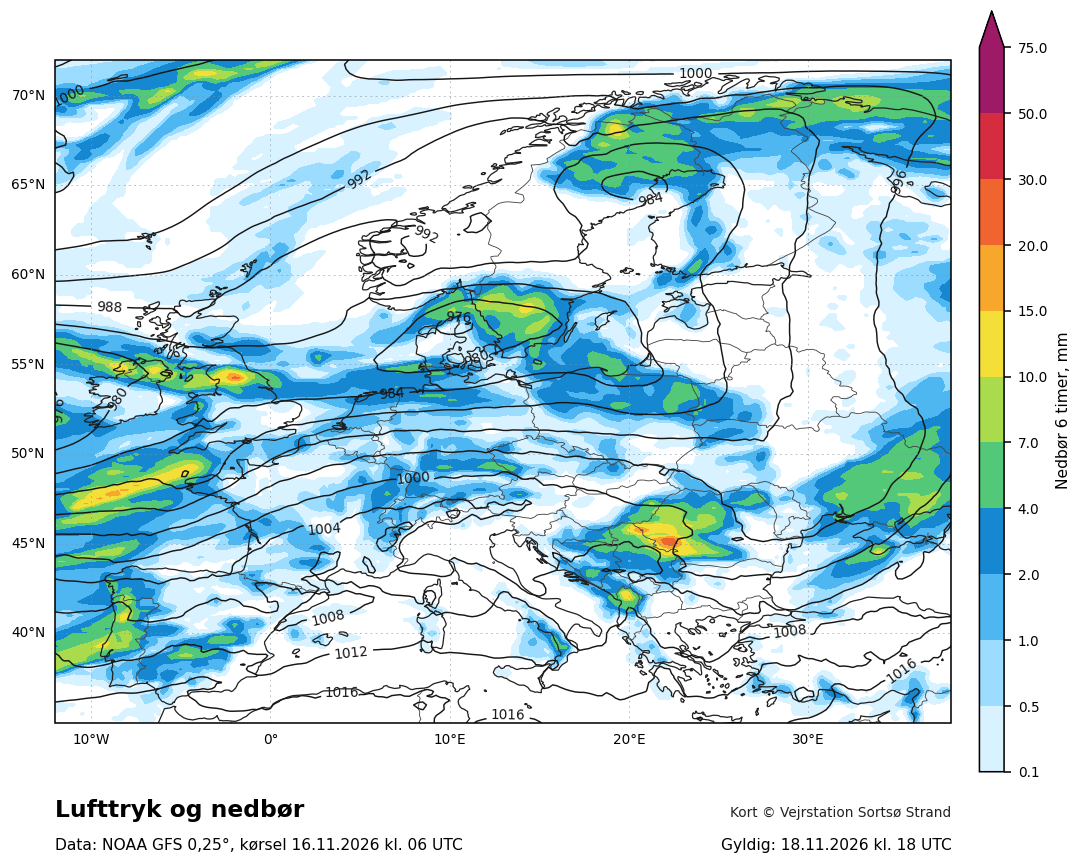 75.0
50.0
30.0
20.0
15.0
10.0
7.0
4.0
2.0
1.0
0.5
0.1
Nedbør 6 timer, mm
70°N
65°N
60°N
55°N
50°N
45°N
40°N
10°W
0°
10°E
20°E
30°E
1000
1000
992
992
984
996
988
976
980
980
976
984
1000
1004
1008
1008
1012
1016
1016
1016
Lufttryk og nedbør
Kort © Vejrstation Sortsø Strand
Data: NOAA GFS 0,25°, kørsel 16.11.2026 kl. 06 UTC
Gyldig: 18.11.2026 kl. 18 UTC